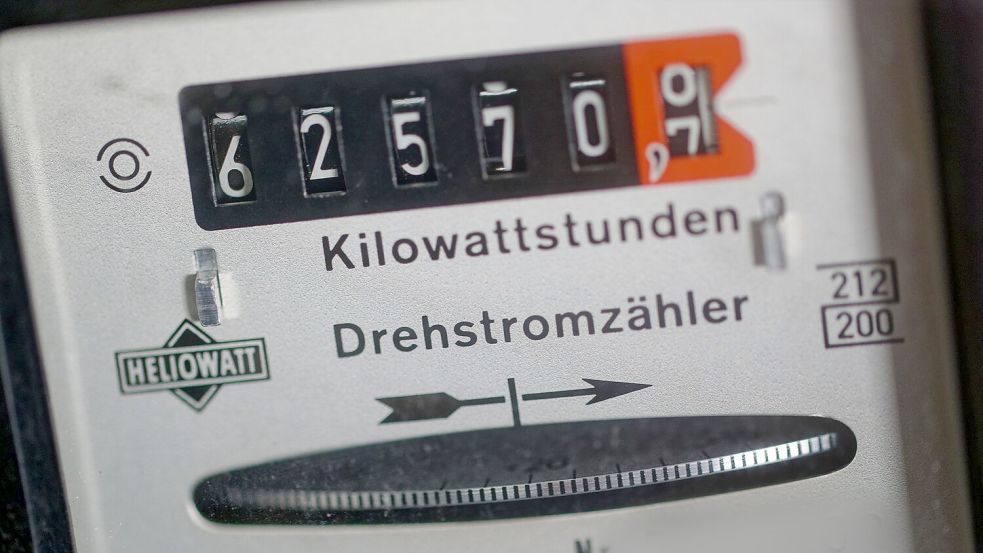 62570,7
Kilowattstunden
212
200
Drehstromzähler
HELIOWATT